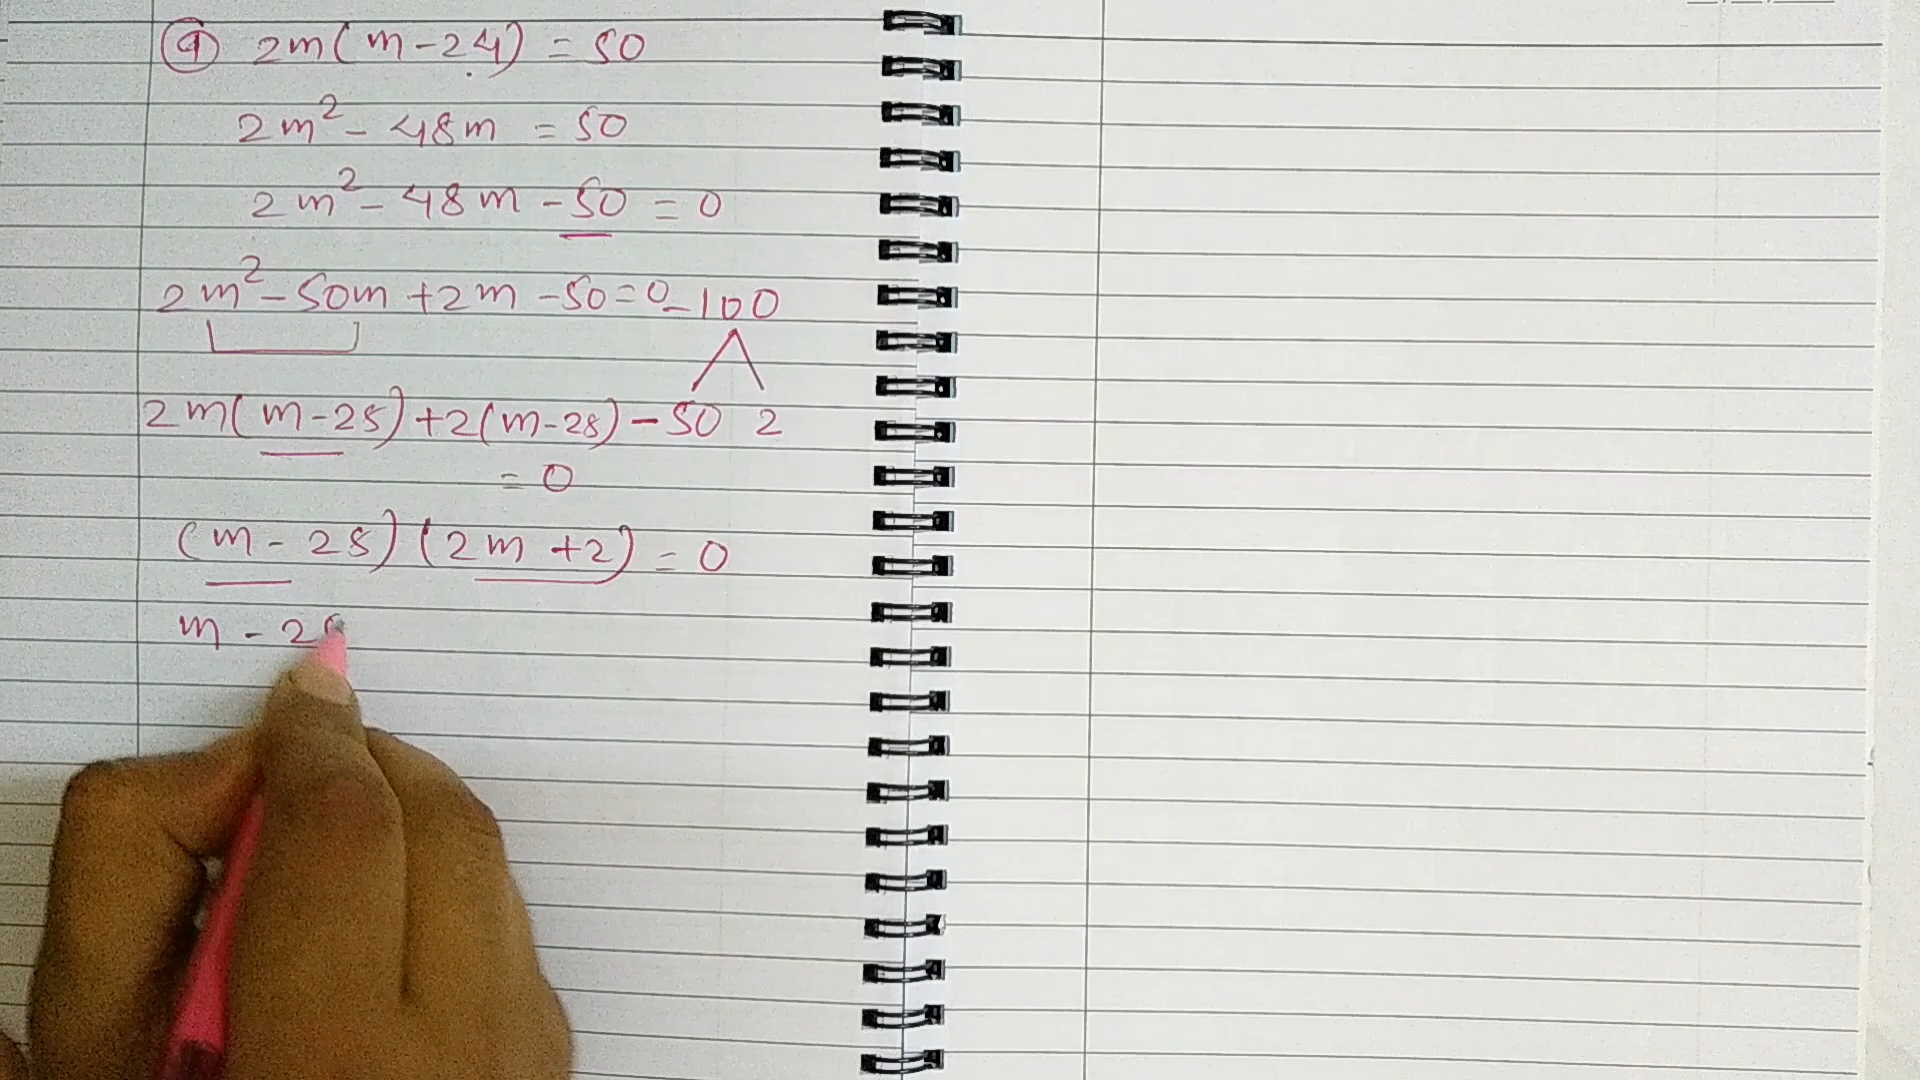 9 2m(m-24) = 50
2m² - 48m = 50
2m² - 48m - 50 = 0
2m² - 50m + 2m - 50 = 0 -100
2m(m-25) + 2(m-25) -50 2
= 0
(m - 25) (2m + 2) = 0
m - 25